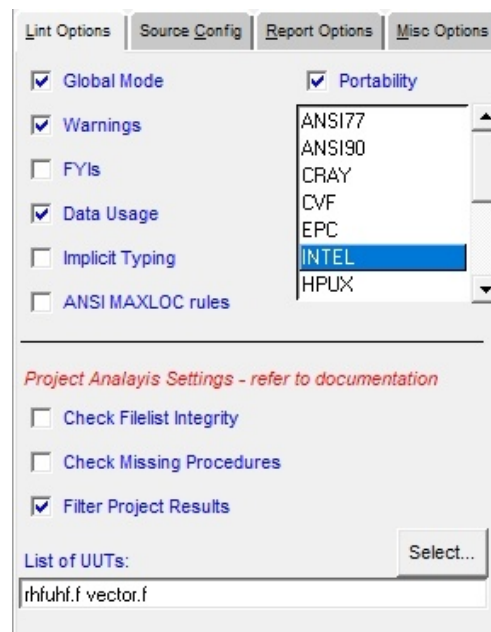 Lint Options Source Config Report Options Misc Options
Global Mode
Portability
Warnings
FYIs
Data Usage
Implicit Typing
ANSI MAXLOC rules
ANSI77
ANSI90
CRAY
CVF
EPC
INTEL
HPUX
Project Analayis Settings - refer to documentation
Check Filelist Integrity
Check Missing Procedures
Filter Project Results
List of UUTs:
Select...
rhfuhf.f vector.f